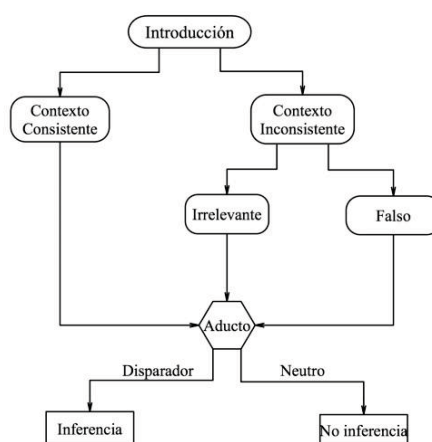 Introducción
Contexto
Consistente
Contexto
Inconsistente
Irrelevante
Falso
Aducto
Disparador
Neutro
Inferencia
No inferencia